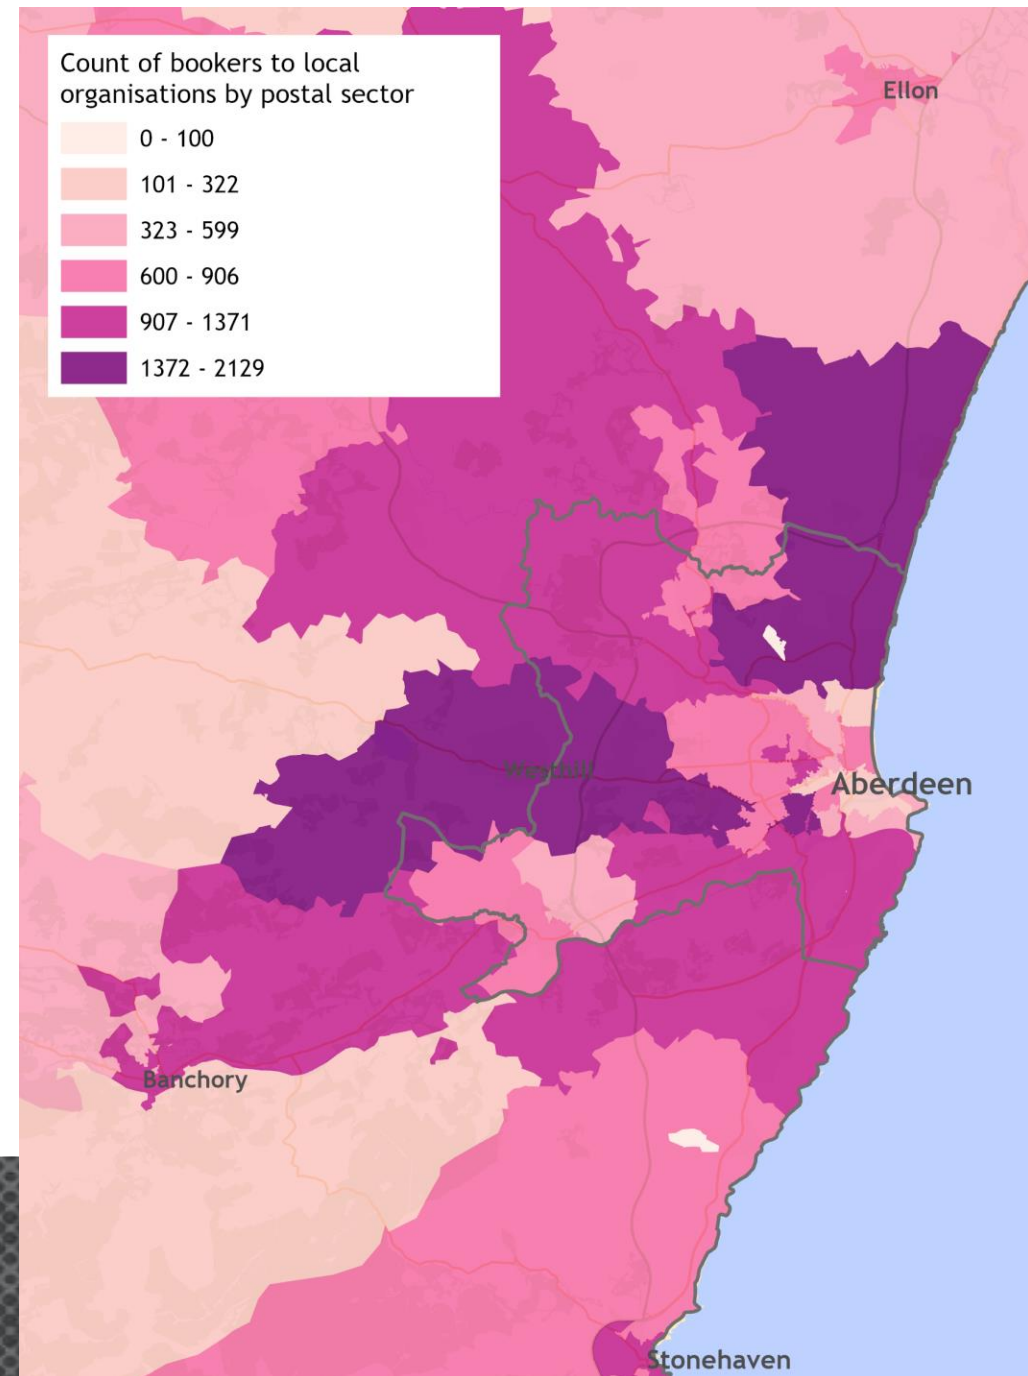 Count of bookers to local
organisations by postal sector
0 - 100
101 - 322
323 - 599
600 - 906
907 - 1371
1372 - 2129
Ellon
Westhill
Aberdeen
Banchory
Stonehaven